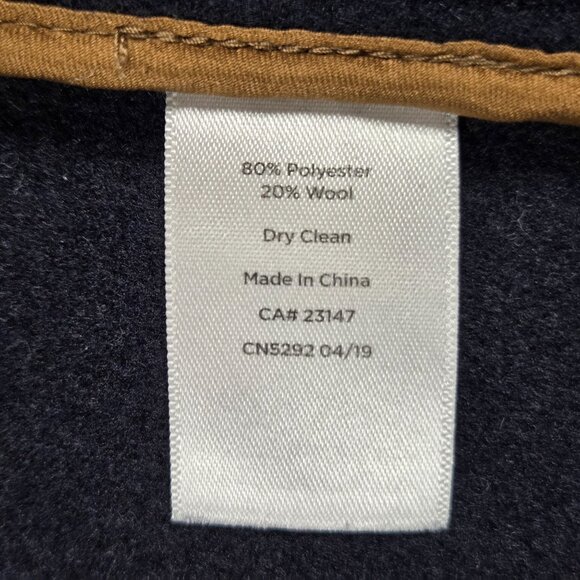 80% Polyester
20% Wool
Dry Clean
Made In China
CA# 23147
CN5292 04/19